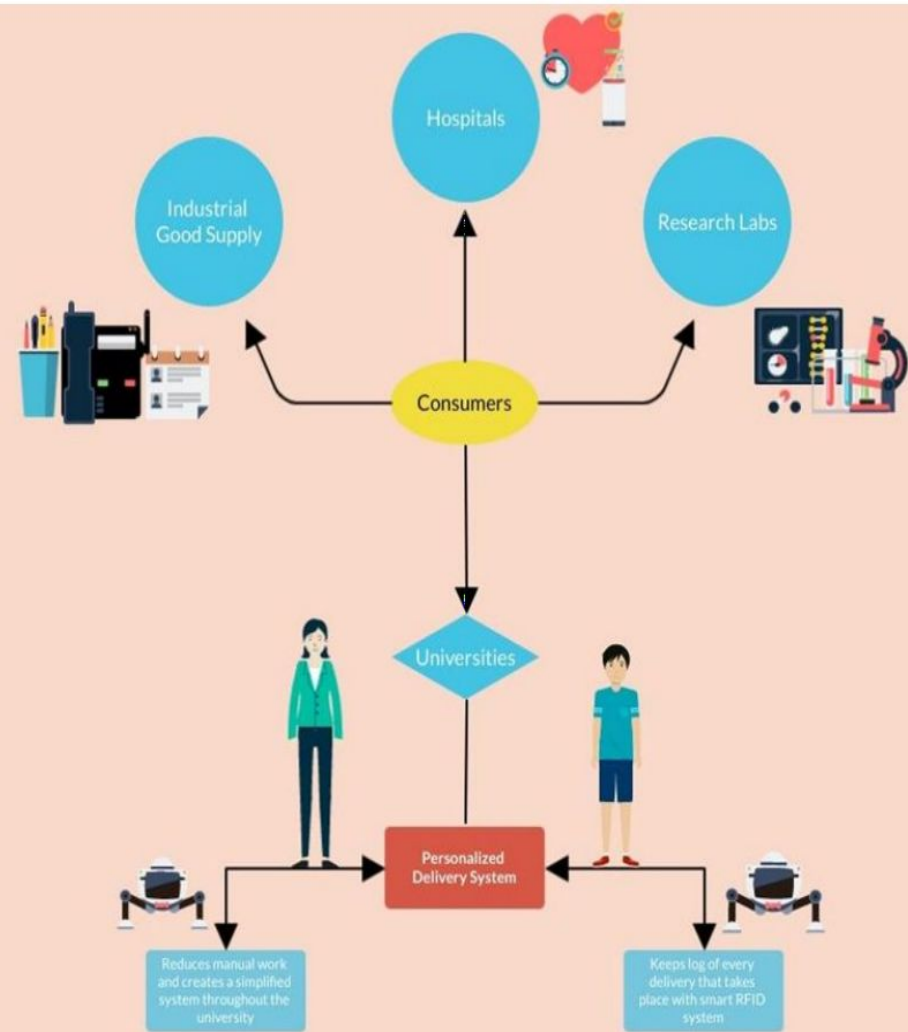 Hospitals
Industrial
Good Supply
Research Labs
Consumers
Universities
Personalized
Delivery System
Reduces manual work
and creates a simplified
system throughout the
university
Keeps log of every
delivery that takes
place with smart RFID
system